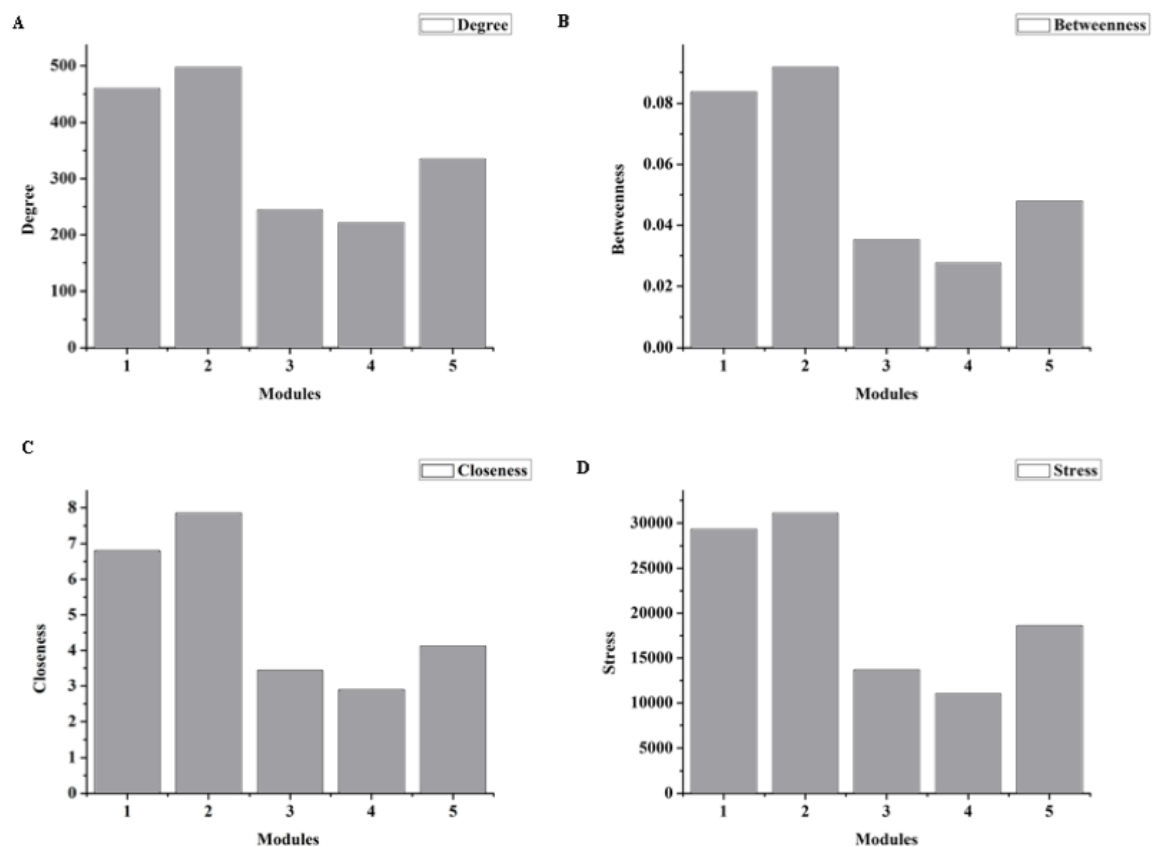 A
Degree
500
400
300
200
100
0
Degree
1 2 3 4 5
Modules
B
Betweenness
0.08
0.06
0.04
0.02
0.00
Betweenness
1 2 3 4 5
Modules
C
Closeness
8
7
6
5
4
3
2
1
0
Closeness
1 2 3 4 5
Modules
D
Stress
30000
25000
20000
15000
10000
5000
0
Stress
1 2 3 4 5
Modules